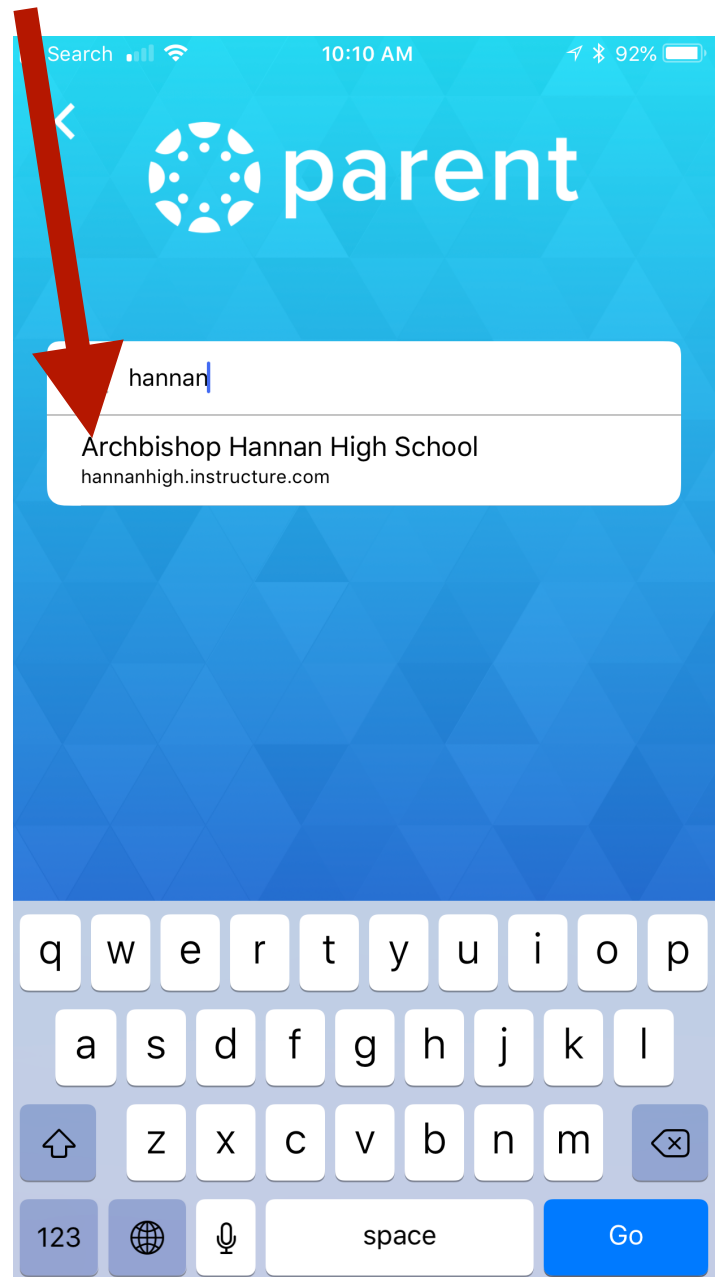 Search 10:10 AM 92%
parent
hannan
Archbishop Hannan High School
hannanhigh.instructure.com
q w e r t y u i o p
a s d f g h j k l
z x c v b n m
123 space Go